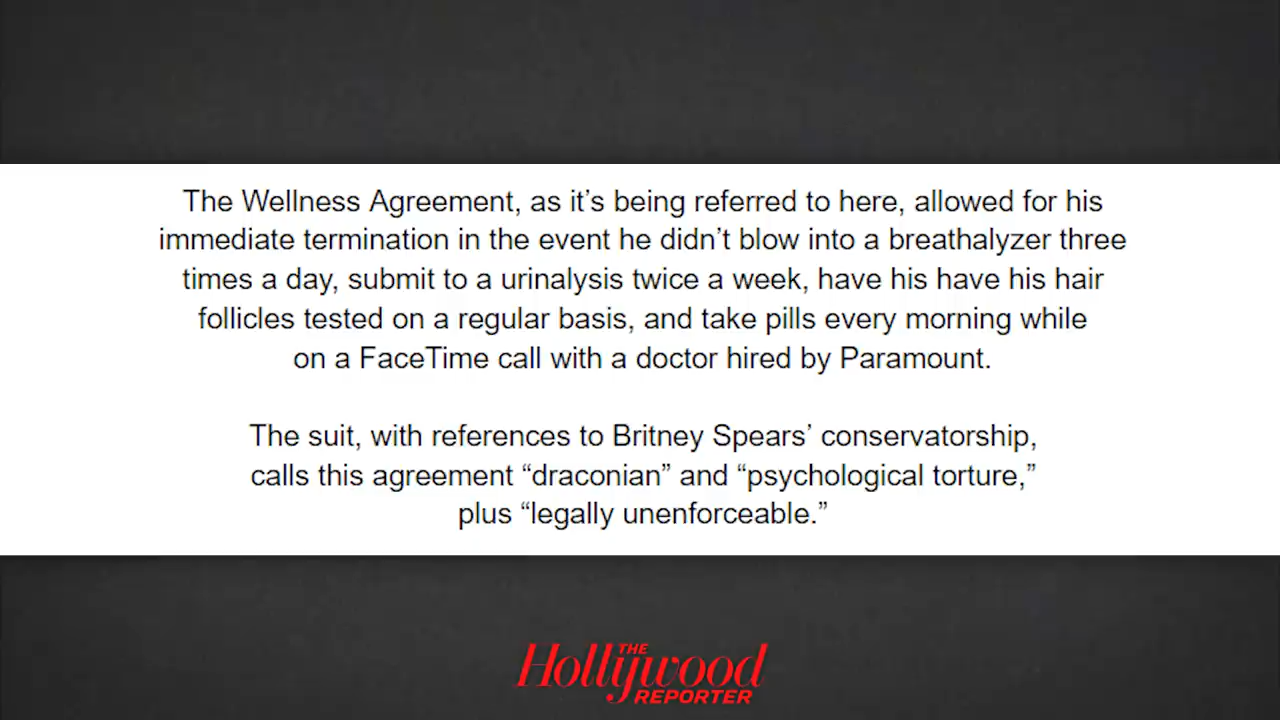 The Wellness Agreement, as it’s being referred to here, allowed for his
immediate termination in the event he didn’t blow into a breathalyzer three
times a day, submit to a urinalysis twice a week, have his have his hair
follicles tested on a regular basis, and take pills every morning while
on a FaceTime call with a doctor hired by Paramount.
The suit, with references to Britney Spears’ conservatorship,
calls this agreement “draconian” and “psychological torture,”
plus “legally unenforceable.”
THE
Hollywood
REPORTER